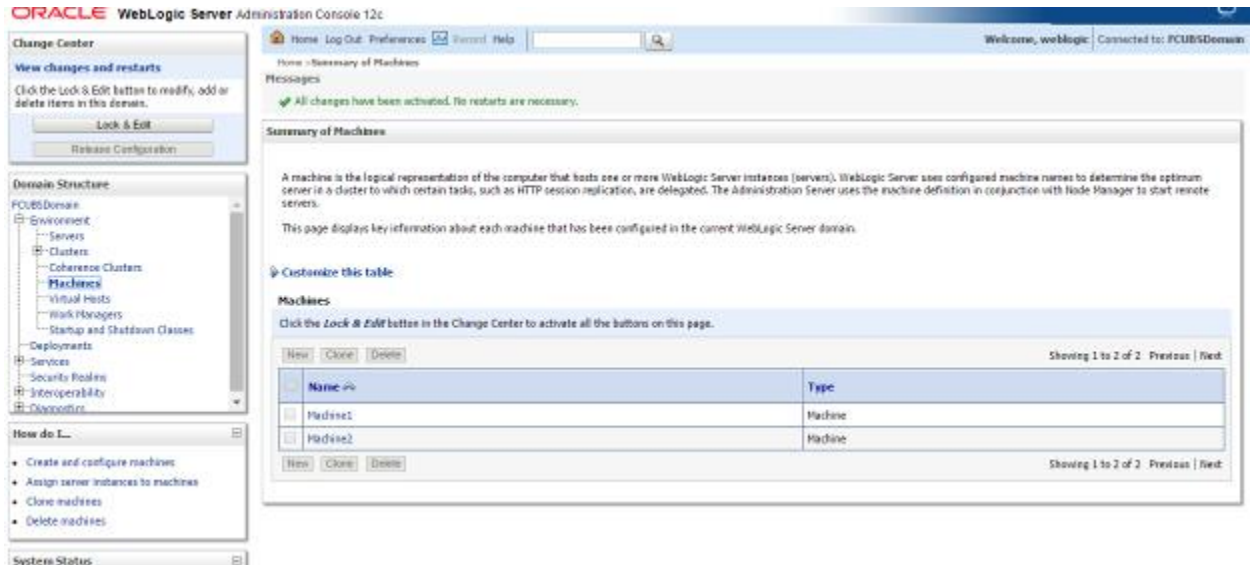 ORACLE WebLogic Server Administration Console 12c
Change Center
View changes and restarts
Click the Lock & Edit button to modify, add or
delete items in this domain.
Lock & Edit
Release Configuration
Domain Structure
FCUBSDomain
Environment
Servers
Clusters
Coherence Clusters
Machines
Virtual Hosts
Work Managers
Startup and Shutdown Classes
Deployments
Services
Security Realms
Interoperability
Diagnostics
How do I...
Create and configure machines
Assign server instances to machines
Clone machines
Delete machines
System Status
Home Log Out Preferences Record Help
Welcome, weblogic Connected to: FCUBSDomain
Home >Summary of Machines
Messages
All changes have been activated. No restarts are necessary.
Summary of Machines
A machine is the logical representation of the computer that hosts one or more WebLogic Server instances (servers). WebLogic Server uses configured machine names to determine the optimum
server in a cluster to which certain tasks, such as HTTP session replication, are delegated. The Administration Server uses the machine definition in conjunction with Node Manager to start remote
servers.
This page displays key information about each machine that has been configured in the current WebLogic Server domain.
Customize this table
Machines
Click the Lock & Edit button in the Change Center to activate all the buttons on this page.
New Clone Delete Showing 1 to 2 of 2 Previous | Next
Name Type
Machine1 Machine
Machine2 Machine
New Clone Delete Showing 1 to 2 of 2 Previous | Next